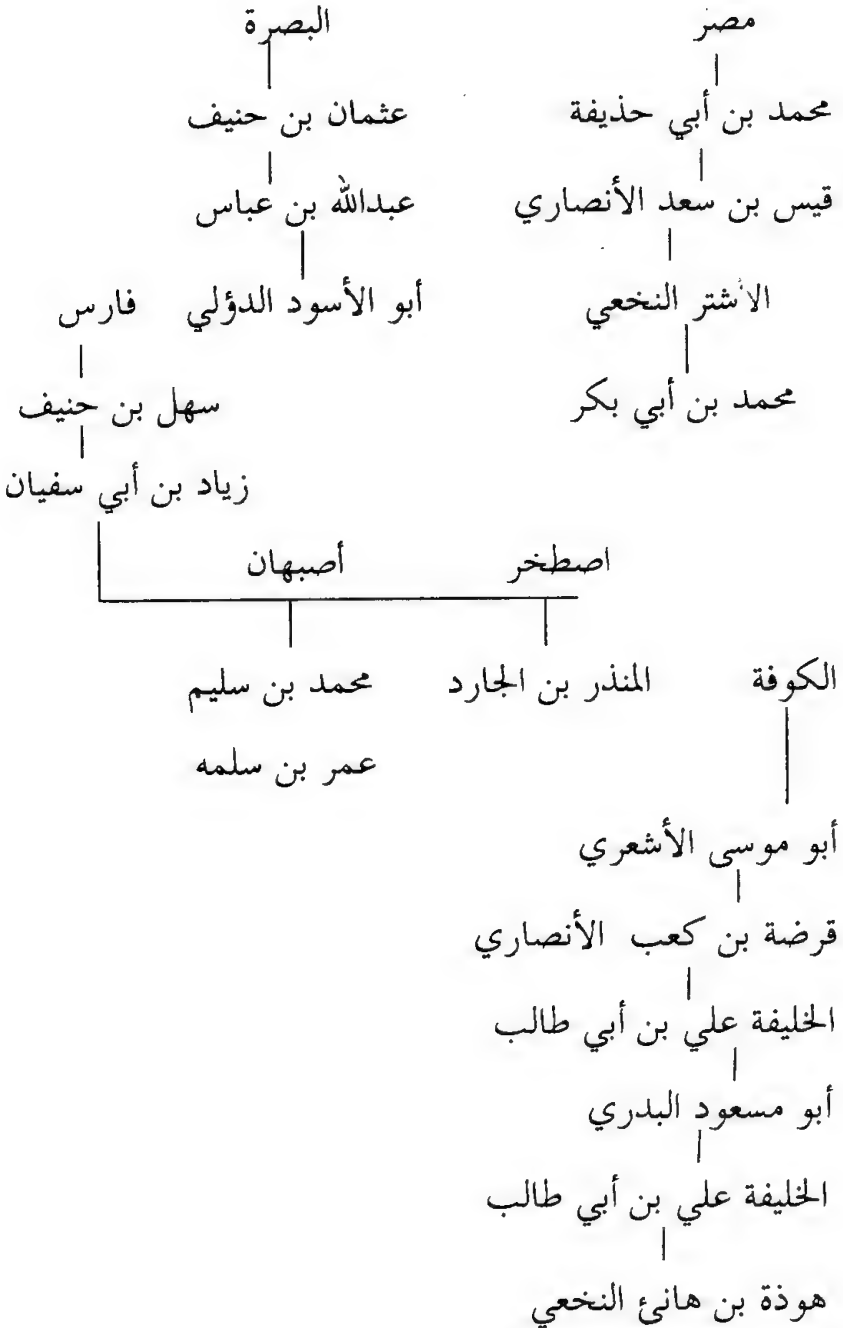 مصر البصرة
محمد بن أبي حذيفة عثمان بن حنيف
قيس بن سعد الأنصاري عبدالله بن عباس
الأشتر النخعي أبو الأسود الدؤلي فارس
محمد بن أبي بكر سهل بن حنيف
زياد بن أبي سفيان
اصطخر أصبهان
الكوفة المنذر بن الجارد محمد بن سليم
عمر بن سلمه
أبو موسى الأشعري
قرضة بن كعب الأنصاري
الخليفة علي بن أبي طالب
أبو مسعود البدري
الخليفة علي بن أبي طالب
هوذة بن هانئ النخعي